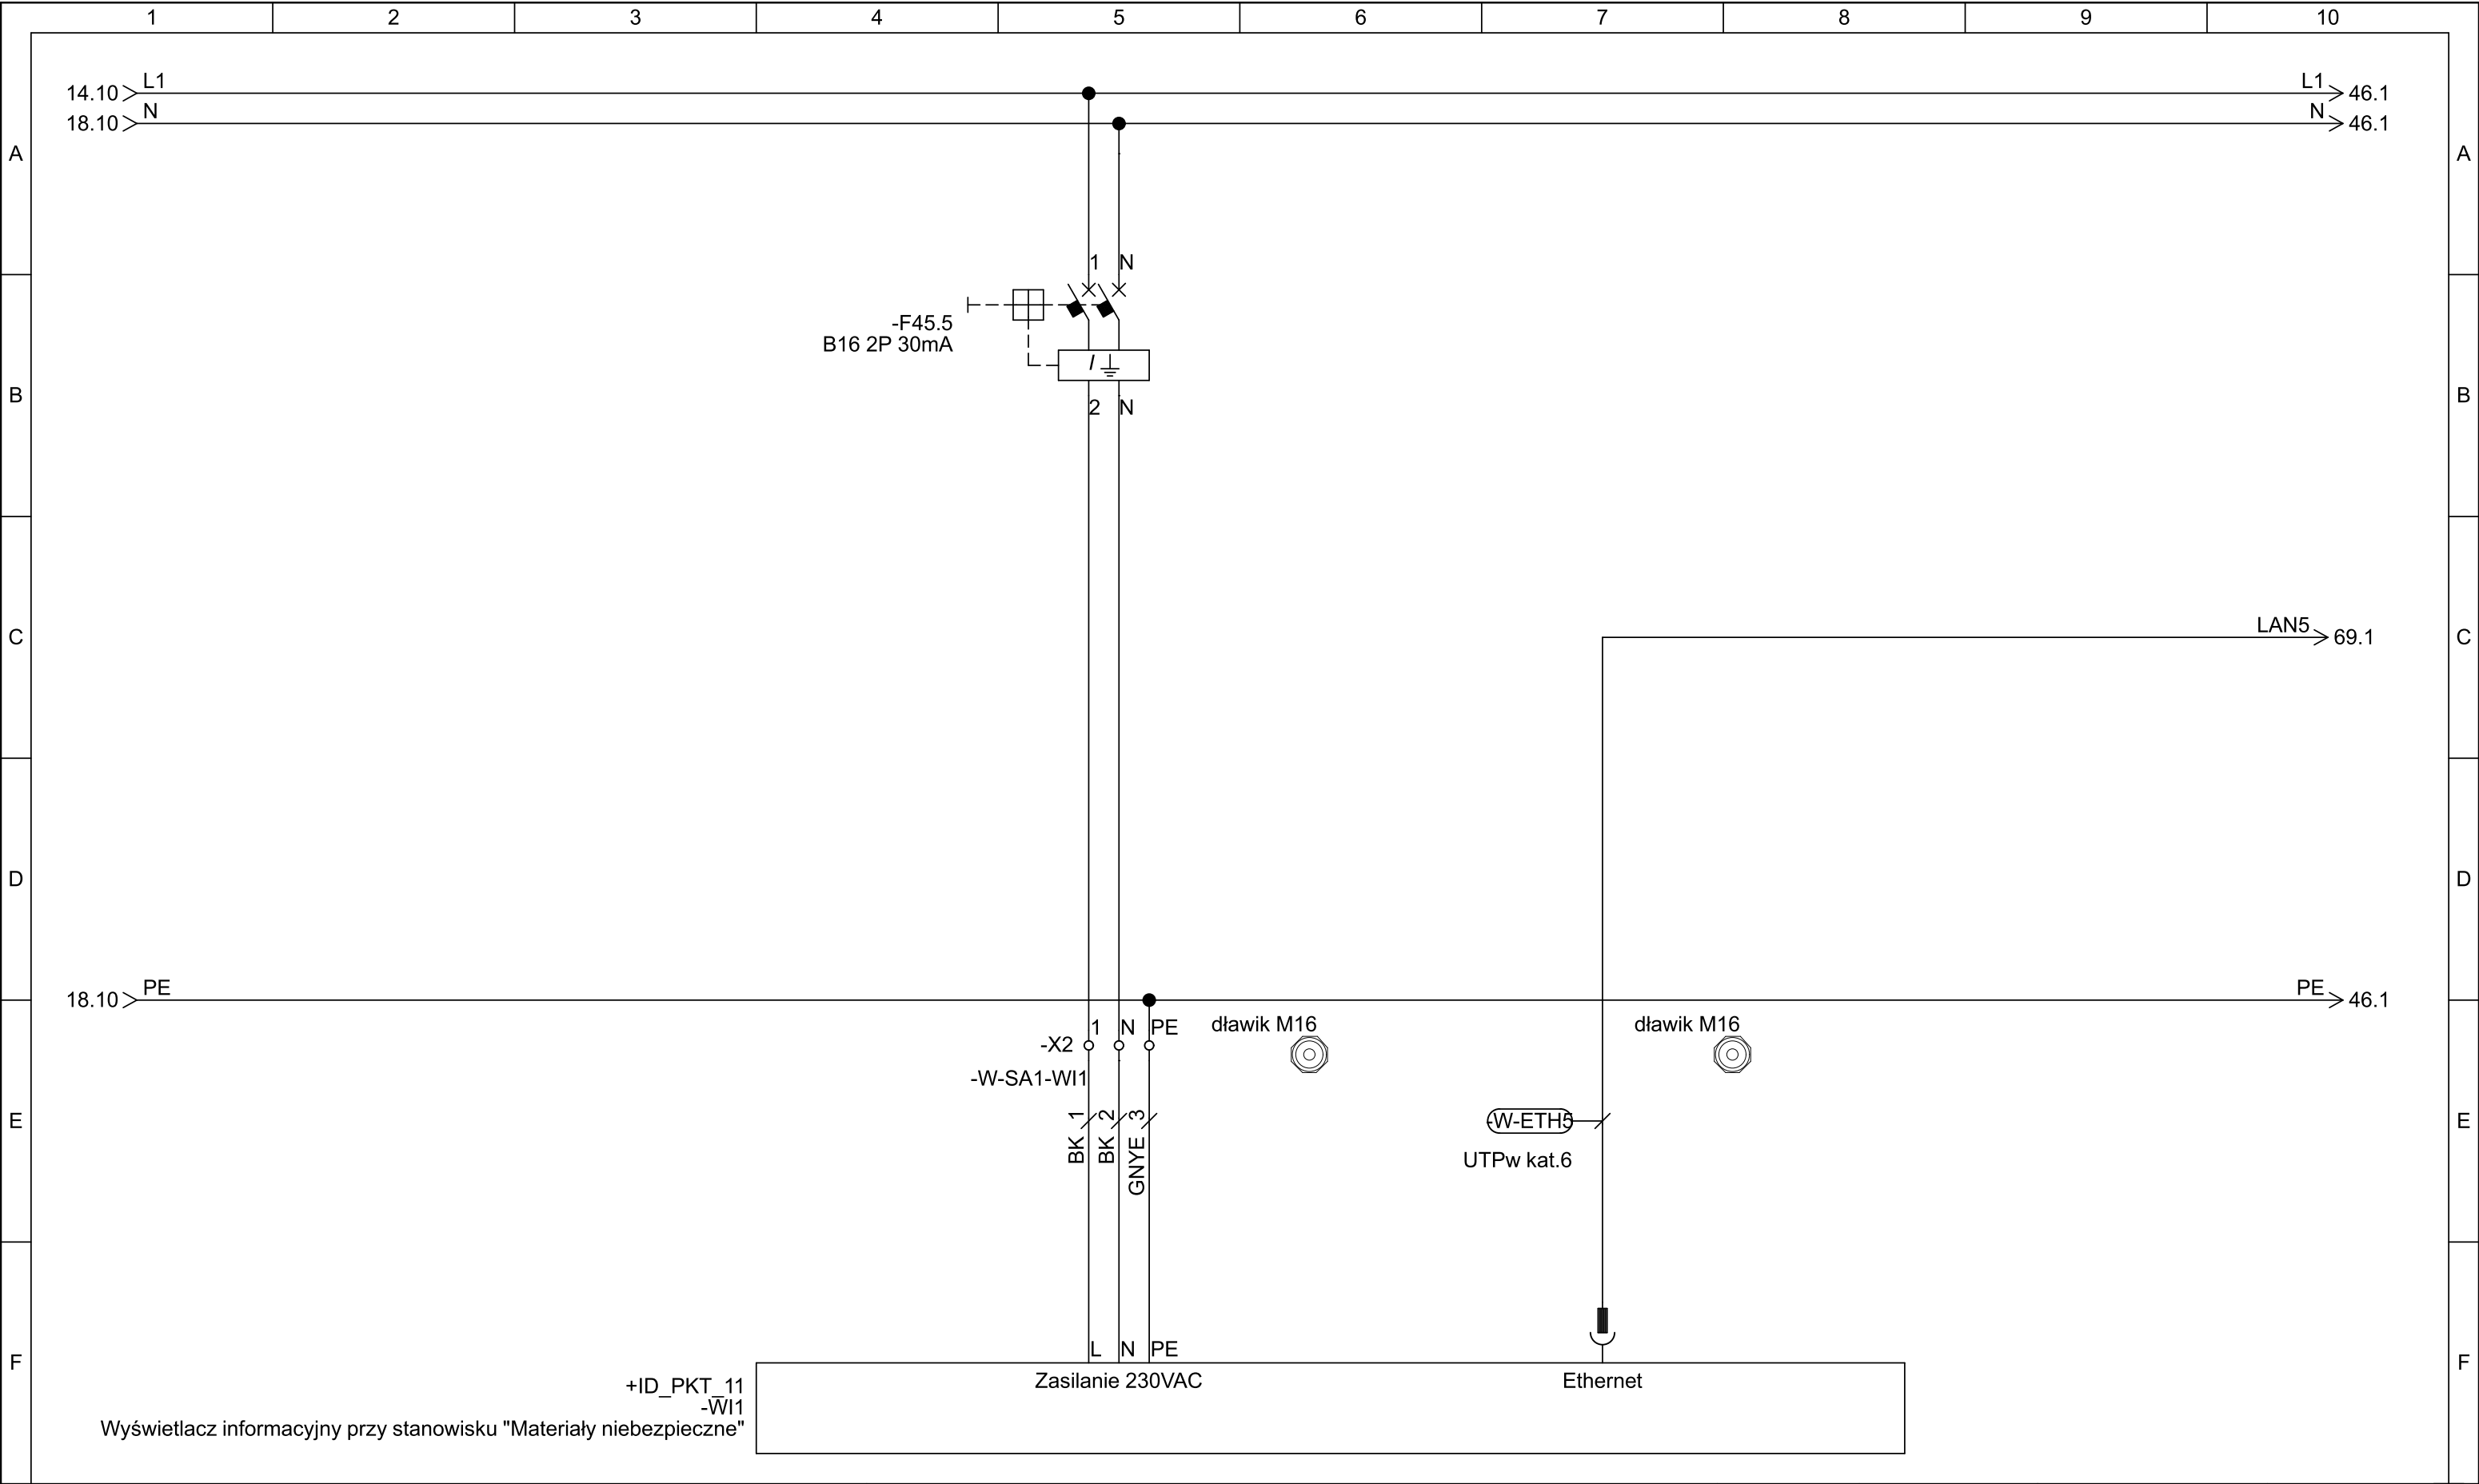 1 2 3 4 5 6 7 8 9 10
L1 L1
14.10 46.1
N N
18.10 46.1
A A
1 N
-F45.5
B16 2P 30mA
I
2 N
B B
LAN5
69.1
C C
D D
PE PE
18.10 46.1
1 N PE dławik M16 dławik M16
-X2
-W-SA1-WI1
1 2 3
BK BK GNYE
-W-ETH5
E E
UTPw kat.6
L N PE
F F
Zasilanie 230VAC Ethernet
+ID_PKT_11
-WI1
Wyświetlacz informacyjny przy stanowisku "Materiały niebezpieczne"